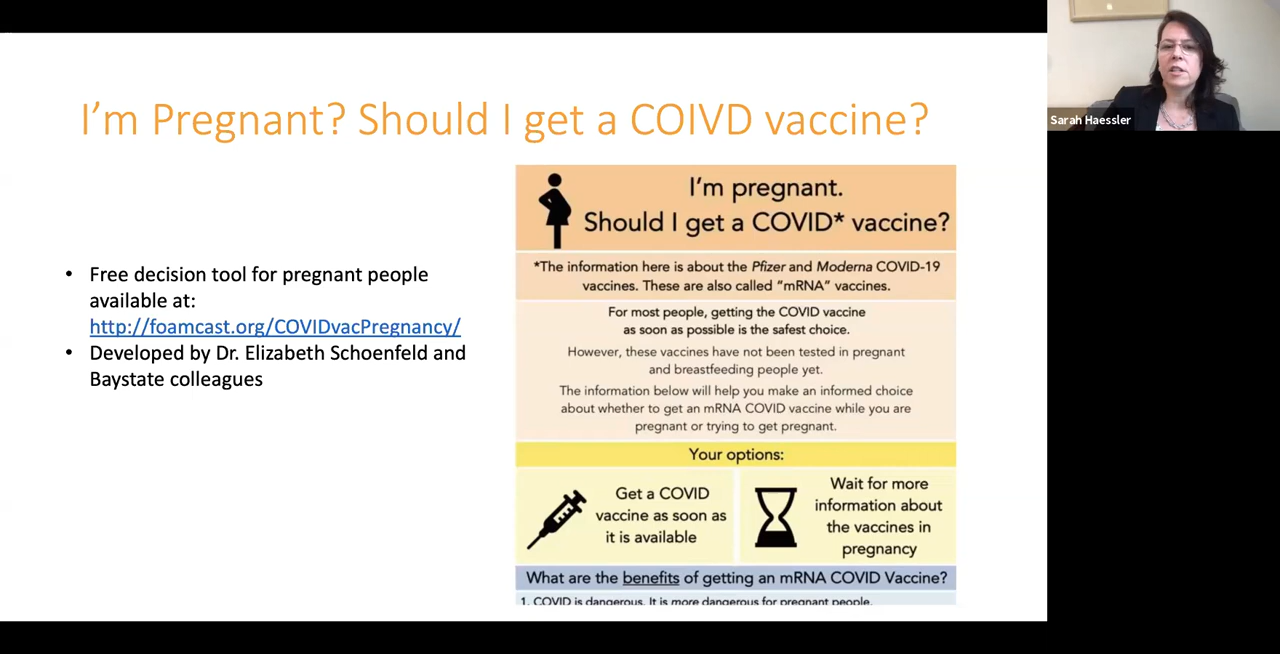 I'm Pregnant? Should I get a COIVD vaccine?
• Free decision tool for pregnant people
available at:
http://foamcast.org/COVIDvacPregnancy/
• Developed by Dr. Elizabeth Schoenfeld and
Baystate colleagues
I'm pregnant.
Should I get a COVID* vaccine?
*The information here is about the Pfizer and Moderna COVID-19
vaccines. These are also called "mRNA" vaccines.
For most people, getting the COVID vaccine
as soon as possible is the safest choice.
However, these vaccines have not been tested in pregnant
and breastfeeding people yet.
The information below will help you make an informed choice
about whether to get an mRNA COVID vaccine while you are
pregnant or trying to get pregnant.
Your options:
Get a COVID
vaccine as soon as
it is available
Wait for more
information about
the vaccines in
pregnancy
What are the benefits of getting an mRNA COVID Vaccine?
1. COVID is dangerous. It is more dangerous for pregnant people.
Sarah Haessler